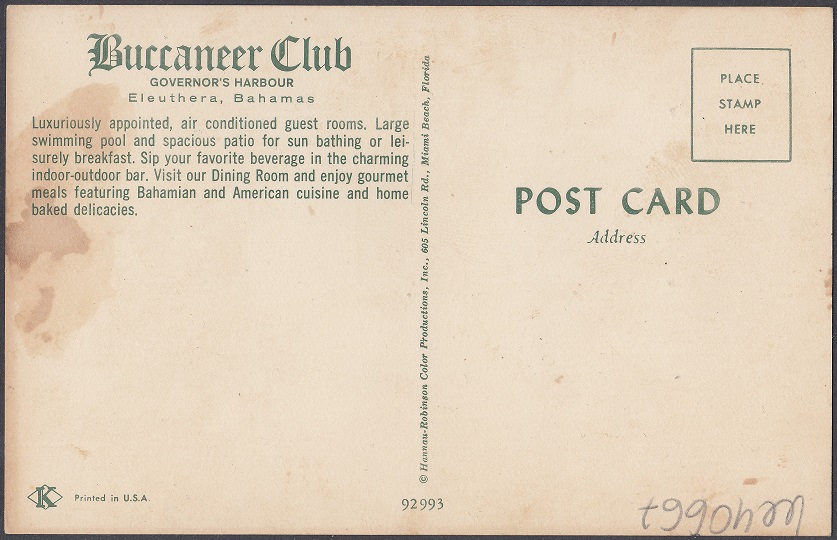 Buccaneer Club
GOVERNOR'S HARBOUR
Eleuthera, Bahamas
Luxuriously appointed, air conditioned guest rooms. Large
swimming pool and spacious patio for sun bathing or lei-
surely breakfast. Sip your favorite beverage in the charming
indoor-outdoor bar. Visit our Dining Room and enjoy gourmet
meals featuring Bahamian and American cuisine and home
baked delicacies.
K
Printed in U.S.A.
© Hannau-Robinson Color Productions, Inc., 605 Lincoln Rd., Miami Beach, Florida
92993
PLACE
STAMP
HERE
POST CARD
Address